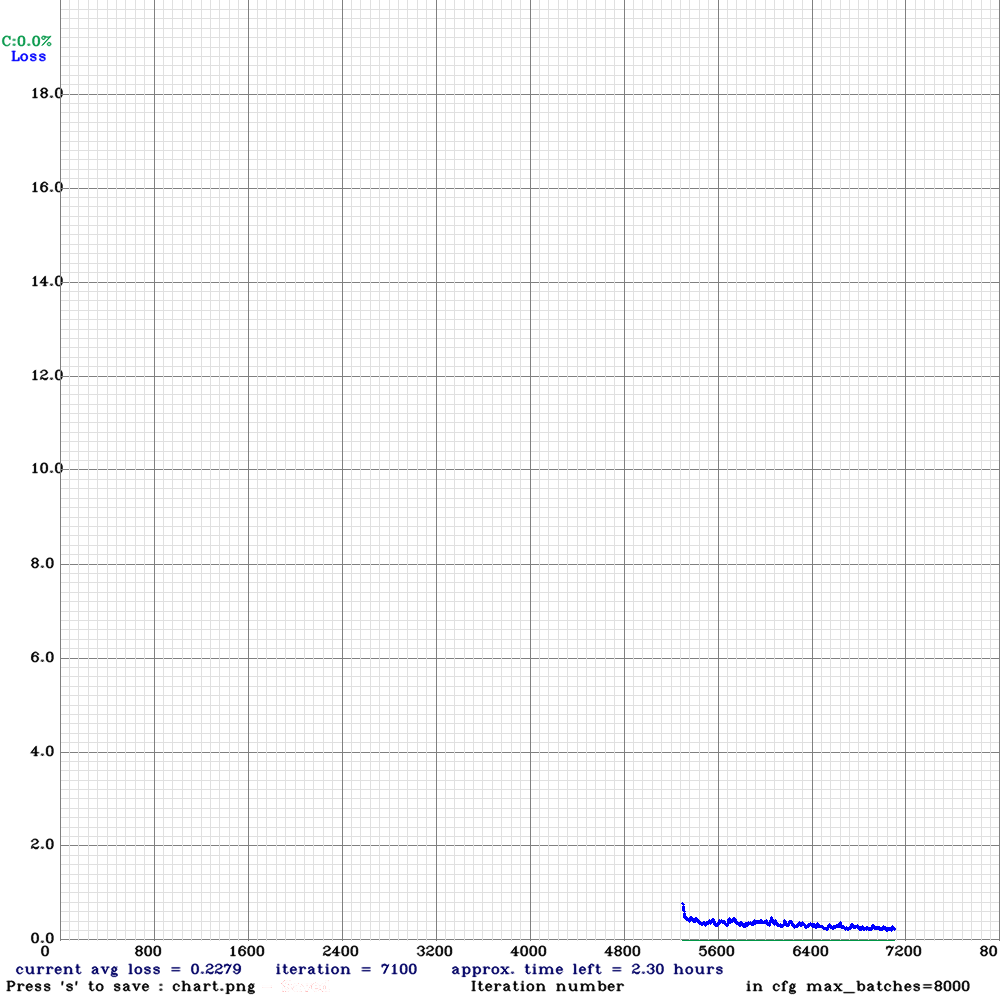 C:0.0%
Loss
18.0
16.0
14.0
12.0
10.0
8.0
6.0
4.0
2.0
0.0
0 800 1600 2400 3200 4000 4800 5600 6400 7200 80
current avg loss = 0.2279 iteration = 7100 approx. time left = 2.30 hours
Press 's' to save : chart.png Iteration number in cfg max_batches=8000